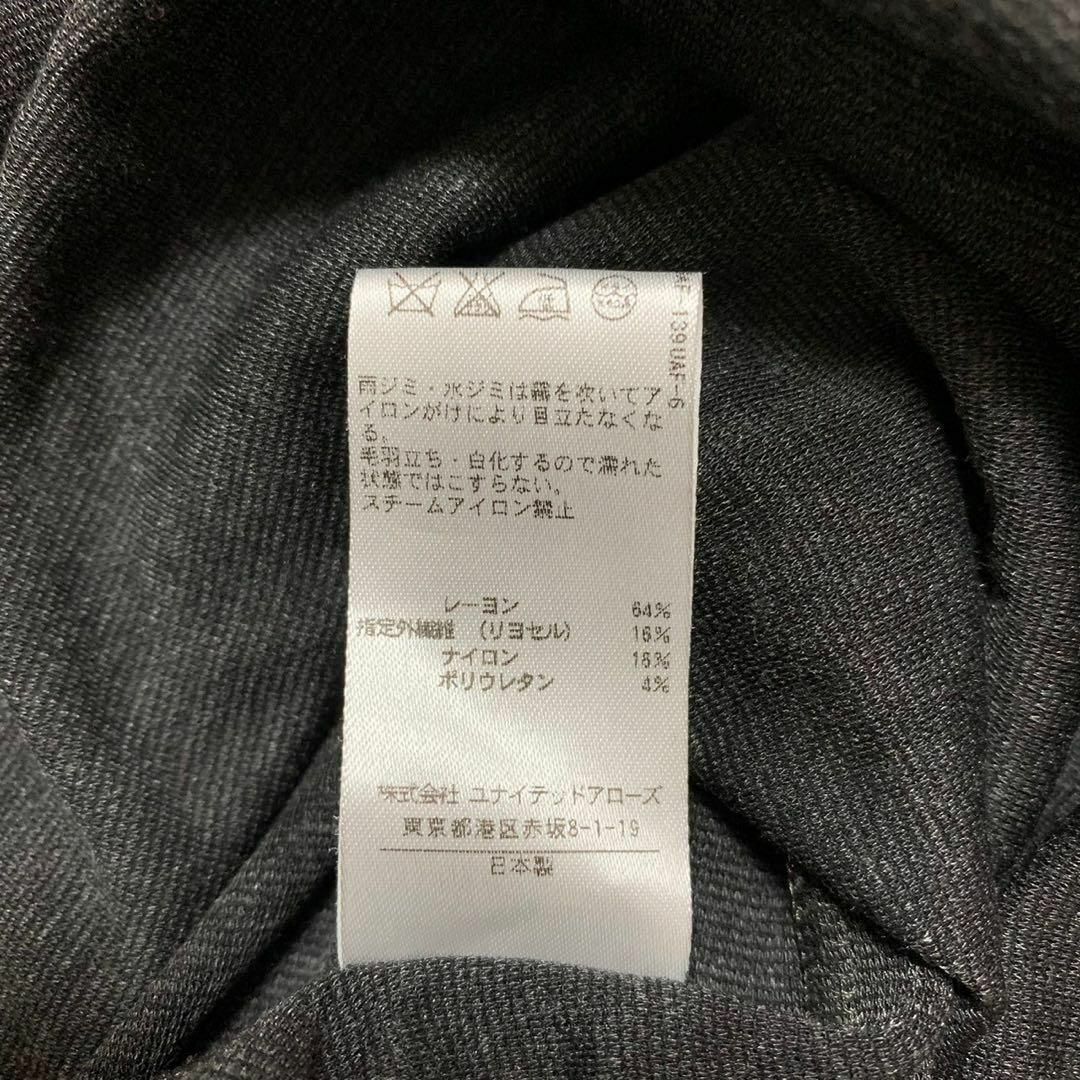 雨ジミ・水ジミは霧を吹いてア
イロンがけにより目立たなくな
る。
毛羽立ち・白化するので濡れた
状態ではこすらない。
スチームアイロン禁止
レーヨン 64%
指定外繊維 (リヨセル) 16%
ナイロン 16%
ポリウレタン 4%
株式会社 ユナイテッドアローズ
東京都港区赤坂8-1-19
日本製
139UAF-6